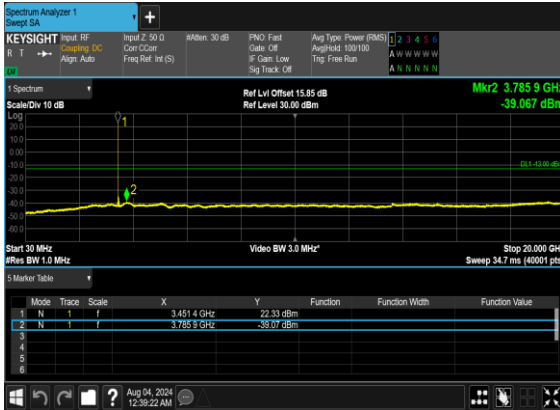 Spectrum Analyzer 1
Swept SA
KEYSIGHT Input: RF Input Z: 50 Ω #Atten: 30 dB PNO: Fast Avg Type: Power (RMS) 1 2 3 4 5 6
R T Coupling: DC Corr CCorr Gate: Off Avg|Hold: 100/100 A W W W W W
Align: Auto Freq Ref: Int (S) IF Gain: Low Trig: Free Run
Sig Track: Off A N N N N N
LXI
1 Spectrum
Ref Lvl Offset 15.85 dB Mkr2 3.785 9 GHz
Scale/Div 10 dB Ref Level 30.00 dBm -39.067 dBm
Log
20.0
10.0
0.00
-10.0
-20.0
-30.0
-40.0
-50.0
-60.0
1
2
DL1 -13.00 dBm
Start 30 MHz Video BW 3.0 MHz* Stop 20.000 GHz
#Res BW 1.0 MHz Sweep 34.7 ms (40001 pts)
5 Marker Table
Mode Trace Scale X Y Function Function Width Function Value
1 N 1 f 3.451 4 GHz 22.33 dBm
2 N 1 f 3.785 9 GHz -39.07 dBm
3
4
5
6
Aug 04, 2024
12:39:22 AM